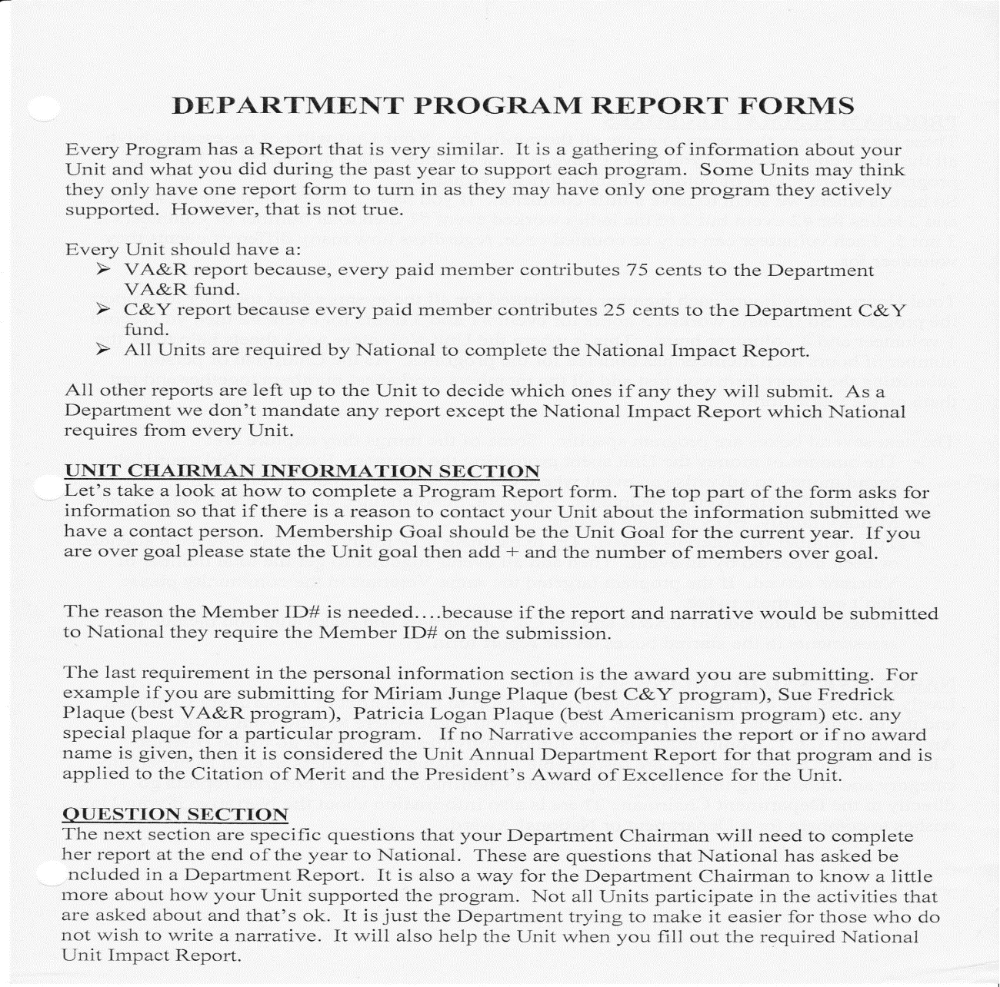 DEPARTMENT PROGRAM REPORT FORMS
Every Program has a Report that is very similar.  It is a gathering of information about your
Unit and what you did during the past year to support each program.  Some Units may think
they only have one report form to turn in as they may have only one program they actively
supported.  However, that is not true.
Every Unit should have a:
➢ VA&R report because, every paid member contributes 75 cents to the Department
VA&R fund.
➢ C&Y report because every paid member contributes 25 cents to the Department C&Y
fund.
➢ All Units are required by National to complete the National Impact Report.
All other reports are left up to the Unit to decide which ones if any they will submit.  As a
Department we don't mandate any report except the National Impact Report which National
requires from every Unit.
UNIT CHAIRMAN INFORMATION SECTION
Let's take a look at how to complete a Program Report form.  The top part of the form asks for
information so that if there is a reason to contact your Unit about the information submitted we
have a contact person.  Membership Goal should be the Unit Goal for the current year.  If you
are over goal please state the Unit goal then add + and the number of members over goal.
The reason the Member ID# is needed….because if the report and narrative would be submitted
to National they require the Member ID# on the submission.
The last requirement in the personal information section is the award you are submitting.  For
example if you are submitting for Miriam Junge Plaque (best C&Y program), Sue Fredrick
Plaque (best VA&R program),  Patricia Logan Plaque (best Americanism program) etc. any
special plaque for a particular program.   If no Narrative accompanies the report or if no award
name is given, then it is considered the Unit Annual Department Report for that program and is
applied to the Citation of Merit and the President's Award of Excellence for the Unit.
QUESTION SECTION
The next section are specific questions that your Department Chairman will need to complete
her report at the end of the year to National.  These are questions that National has asked be
ncluded in a Department Report.  It is also a way for the Department Chairman to know a little
more about how your Unit supported the program.  Not all Units participate in the activities that
are asked about and that's ok.  It is just the Department trying to make it easier for those who do
not wish to write a narrative.  It will also help the Unit when you fill out the required National
Unit Impact Report.